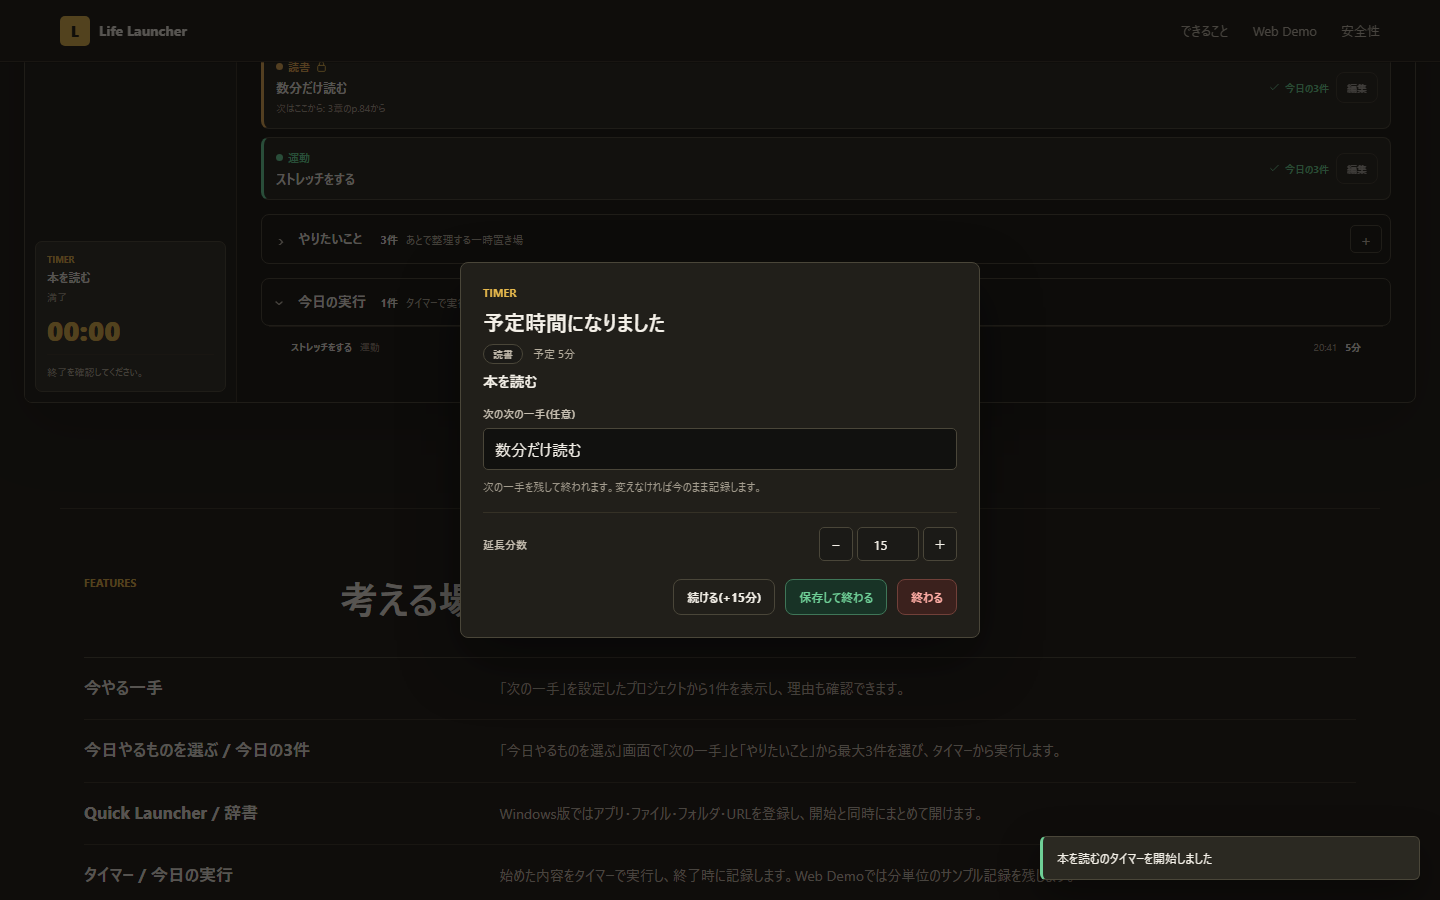 L Life Launcher
できること Web Demo 安全性
読書
数分だけ読む
次はここから: 3章のp.84から
今日の3件 編集
運動
ストレッチをする
今日の3件 編集
やりたいこと 3件 あとで整理する一時置き場
+
TIMER
本を読む
満了
00:00
終了を確認してください。
今日の実行 1件 タイマーで実
ストレッチをする 運動 20:41 5分
TIMER
予定時間になりました
読書 予定 5分
本を読む
次の次の一手(任意)
数分だけ読む
次の一手を残して終われます。変えなければ今のまま記録します。
延長分数 − 15 +
続ける(+15分) 保存して終わる 終わる
FEATURES
考える場
今やる一手
「次の一手」を設定したプロジェクトから1件を表示し、理由も確認できます。
今日やるものを選ぶ / 今日の3件
「今日やるものを選ぶ」画面で「次の一手」と「やりたいこと」から最大3件を選び、タイマーから実行します。
Quick Launcher / 辞書
Windows版ではアプリ・ファイル・フォルダ・URLを登録し、開始と同時にまとめて開けます。
タイマー / 今日の実行
始めた内容をタイマーで実行し、終了時に記録します。Web Demoでは分単位のサンプル記録を残し
本を読むのタイマーを開始しました